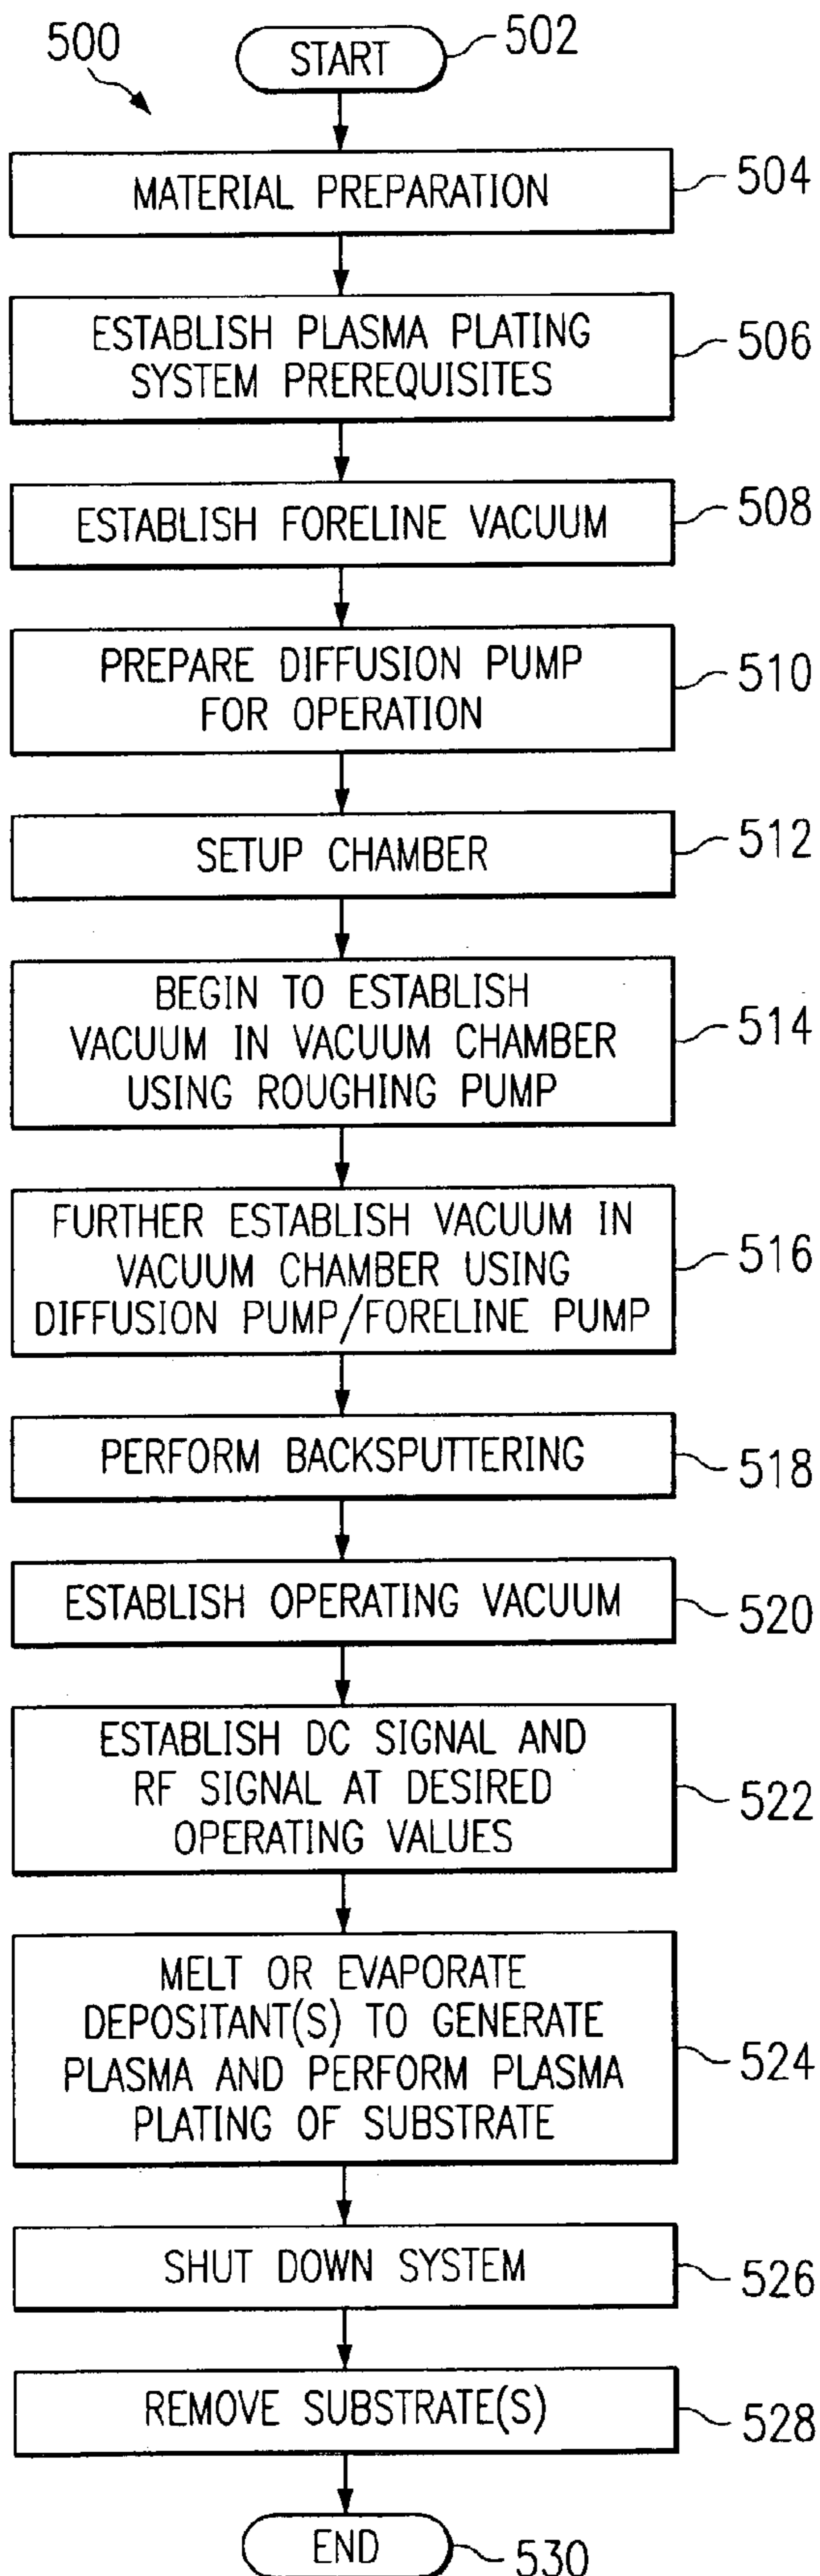 500
START
502
MATERIAL PREPARATION
504
ESTABLISH PLASMA PLATING
SYSTEM PREREQUISITES
506
ESTABLISH FORELINE VACUUM
508
PREPARE DIFFUSION PUMP
FOR OPERATION
510
SETUP CHAMBER
512
BEGIN TO ESTABLISH
VACUUM IN VACUUM CHAMBER
USING ROUGHING PUMP
514
FURTHER ESTABLISH VACUUM IN
VACUUM CHAMBER USING
DIFFUSION PUMP/FORELINE PUMP
516
PERFORM BACKSPUTTERING
518
ESTABLISH OPERATING VACUUM
520
ESTABLISH DC SIGNAL AND
RF SIGNAL AT DESIRED
OPERATING VALUES
522
MELT OR EVAPORATE
DEPOSITANT(S) TO GENERATE
PLASMA AND PERFORM PLASMA
PLATING OF SUBSTRATE
524
SHUT DOWN SYSTEM
526
REMOVE SUBSTRATE(S)
528
END
530